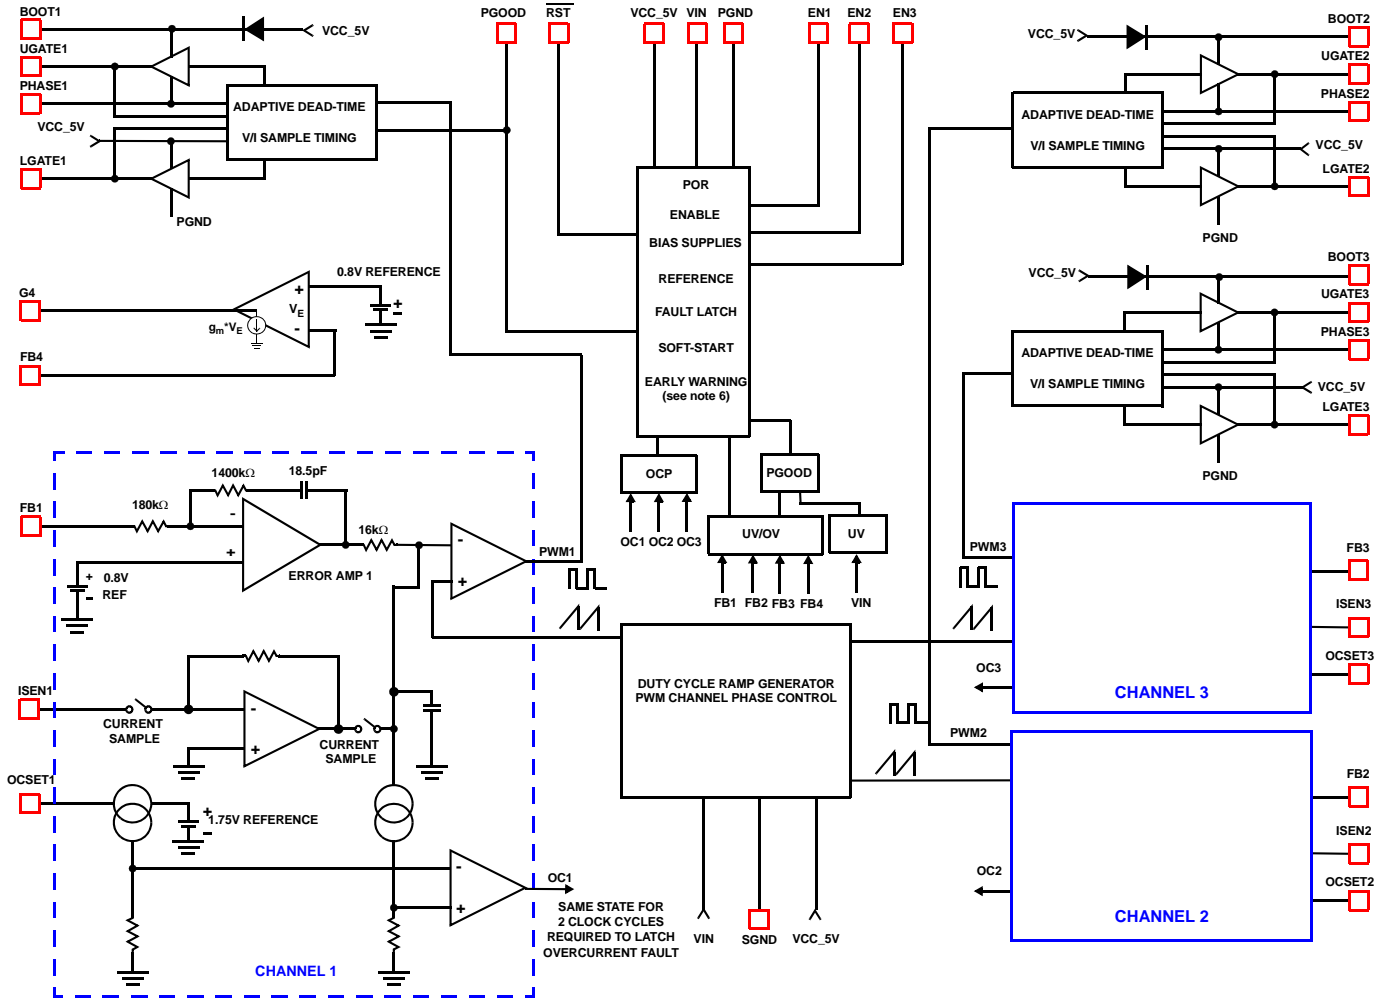 BOOT1
VCC_5V
UGATE1
PHASE1
VCC_5V
LGATE1
PGND
ADAPTIVE DEAD-TIME
V/I SAMPLE TIMING
PGOOD
RST
VCC_5V
VIN
PGND
EN1
EN2
EN3
POR
ENABLE
BIAS SUPPLIES
REFERENCE
FAULT LATCH
SOFT-START
EARLY WARNING
(see note 6)
VCC_5V
BOOT2
UGATE2
PHASE2
ADAPTIVE DEAD-TIME
V/I SAMPLE TIMING
VCC_5V
LGATE2
PGND
G4
0.8V REFERENCE
+
VE
-
gm*VE
+
-
FB4
VCC_5V
BOOT3
UGATE3
PHASE3
ADAPTIVE DEAD-TIME
V/I SAMPLE TIMING
VCC_5V
LGATE3
PGND
OCP
OC1 OC2 OC3
PGOOD
UV/OV
UV
FB1 FB2 FB3 FB4
VIN
1400kΩ
18.5pF
FB1
180kΩ
-
+
16kΩ
ERROR AMP 1
+
-
0.8V
REF
-
+
PWM1
ISEN1
CURRENT
SAMPLE
-
+
CURRENT
SAMPLE
OCSET1
+
-
1.75V REFERENCE
-
+
OC1
SAME STATE FOR
2 CLOCK CYCLES
REQUIRED TO LATCH
OVERCURRENT FAULT
CHANNEL 1
DUTY CYCLE RAMP GENERATOR
PWM CHANNEL PHASE CONTROL
VIN
SGND
VCC_5V
PWM3
OC3
CHANNEL 3
FB3
ISEN3
OCSET3
PWM2
OC2
CHANNEL 2
FB2
ISEN2
OCSET2